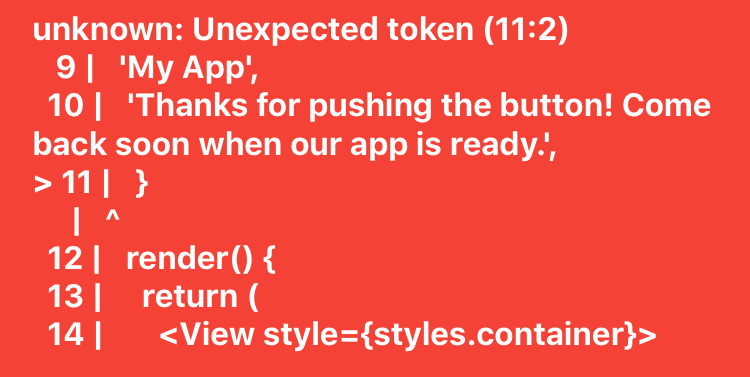 unknown: Unexpected token (11:2)
9 | 'My App',
10 | 'Thanks for pushing the button! Come
back soon when our app is ready.',
> 11 | }
| ^
12 | render() {
13 | return (
14 | <View style={styles.container}>